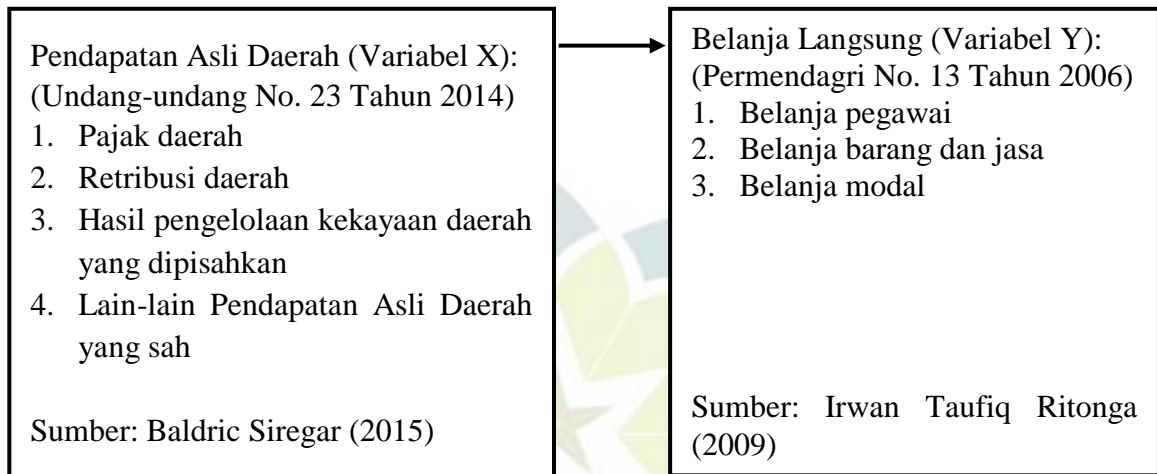 Pendapatan Asli Daerah (Variabel X):
(Undang-undang No. 23 Tahun 2014)
1. Pajak daerah
2. Retribusi daerah
3. Hasil pengelolaan kekayaan daerah
yang dipisahkan
4. Lain-lain Pendapatan Asli Daerah
yang sah
Sumber: Baldric Siregar (2015)
Belanja Langsung (Variabel Y):
(Permendagri No. 13 Tahun 2006)
1. Belanja pegawai
2. Belanja barang dan jasa
3. Belanja modal
Sumber: Irwan Taufiq Ritonga
(2009)